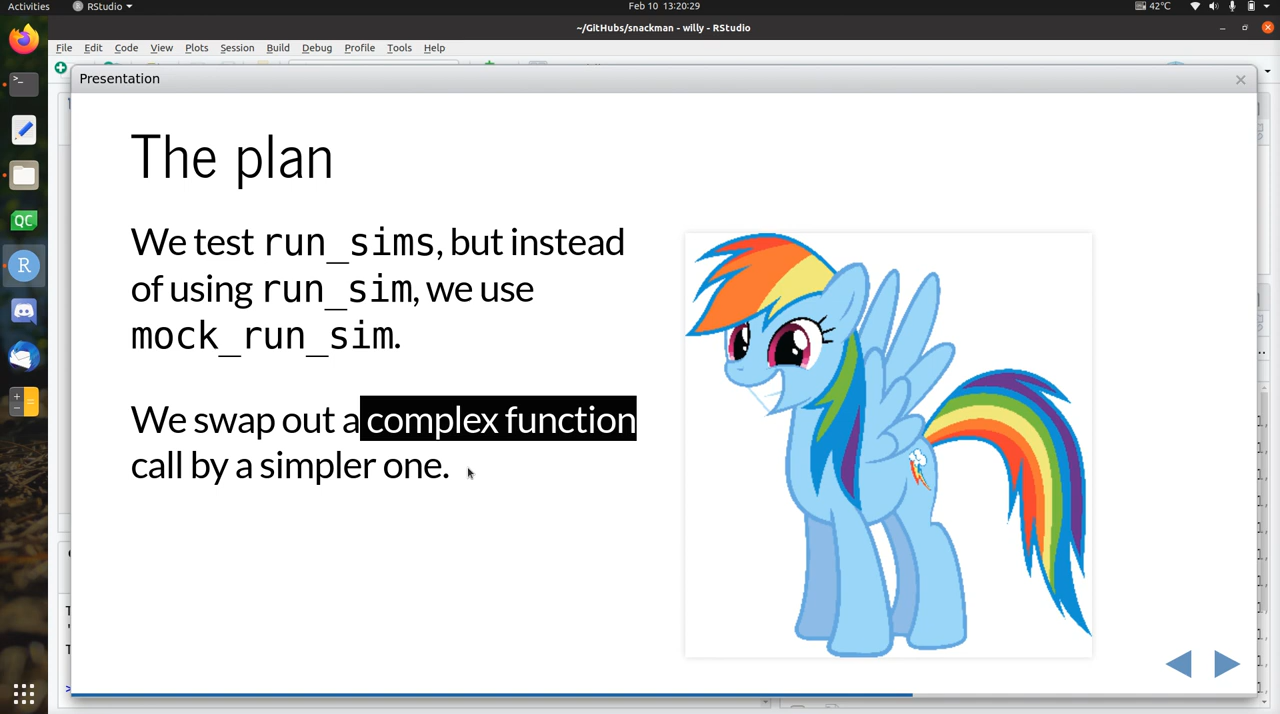 Activities
RStudio
Feb 10 13:20:29
42°C
~/GitHubs/snackman - willy - RStudio
File Edit Code View Plots Session Build Debug Profile Tools Help
Presentation
The plan
We test run_sims, but instead
of using run_sim, we use
mock_run_sim.
We swap out a complex function
call by a simpler one.
QC
R